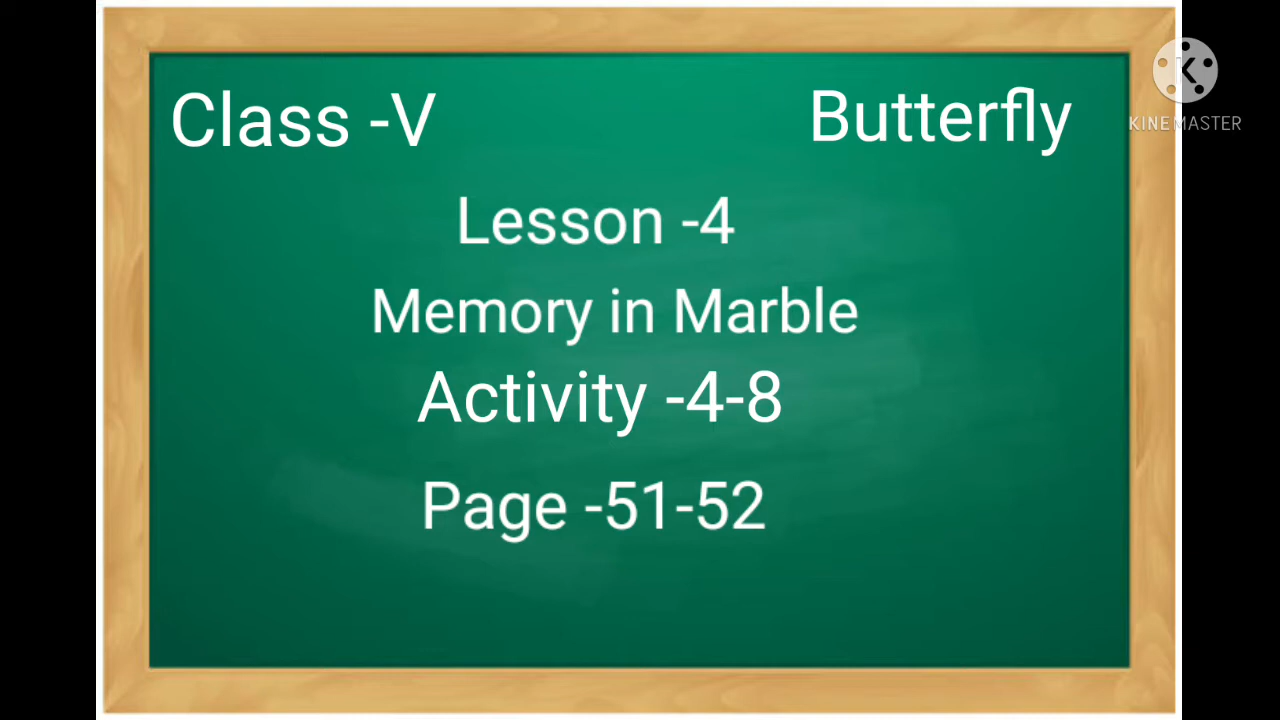 Class -V
Butterfly
KINEMASTER
Lesson -4
Memory in Marble
Activity -4-8
Page -51-52